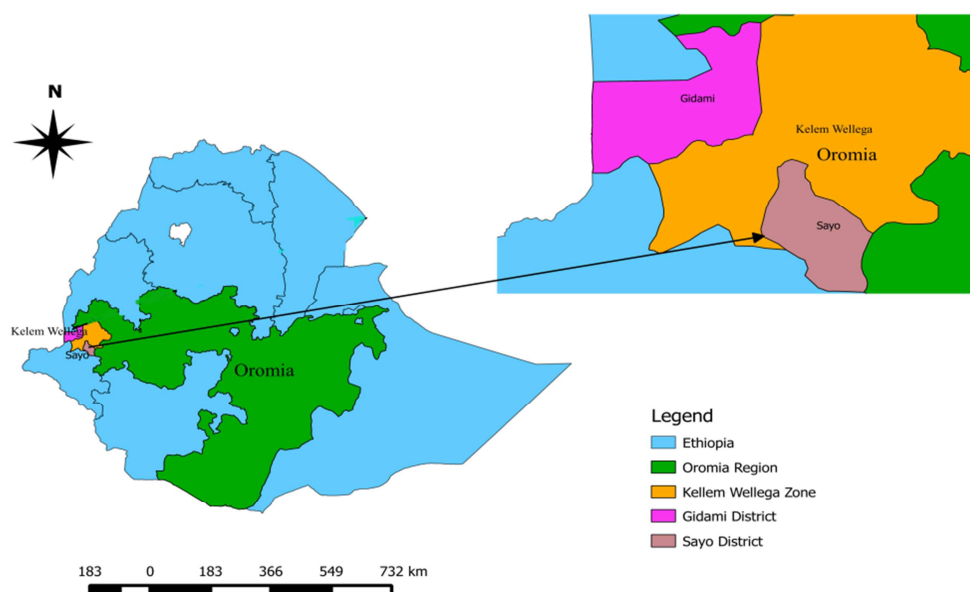 N
Gidami
Kelem Wellega
Oromia
Sayo
Kelem Wellega
Sayo
Oromia
Legend
Ethiopia
Oromia Region
Kellem Wellega Zone
Gidami District
Sayo District
183 0 183 366 549 732 km